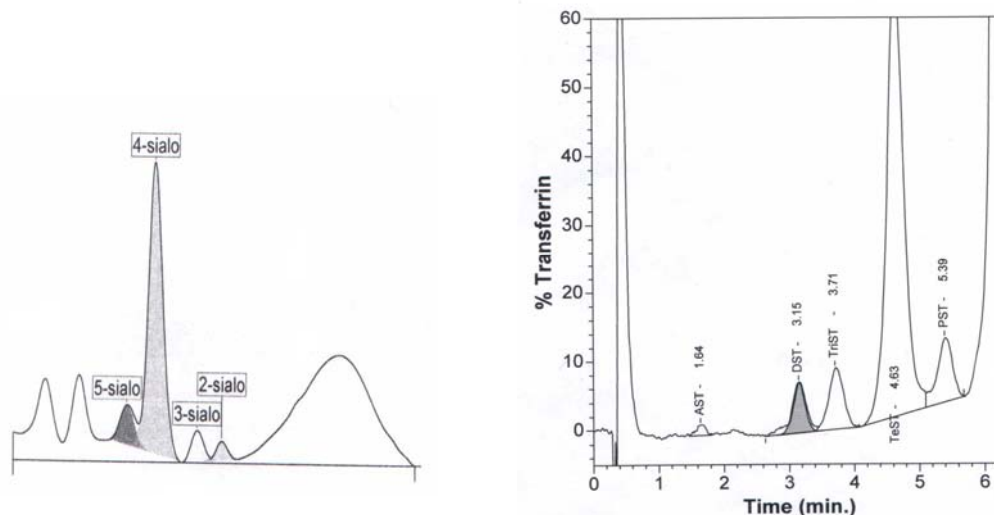 4-sialo
5-sialo
3-sialo
2-sialo
% Transferrin
60
50
40
30
20
10
0
AST - 1.64
DST - 3.15
TriST - 3.71
TeST - 4.63
PST - 5.39
0 1 2 3 4 5 6
Time (min.)